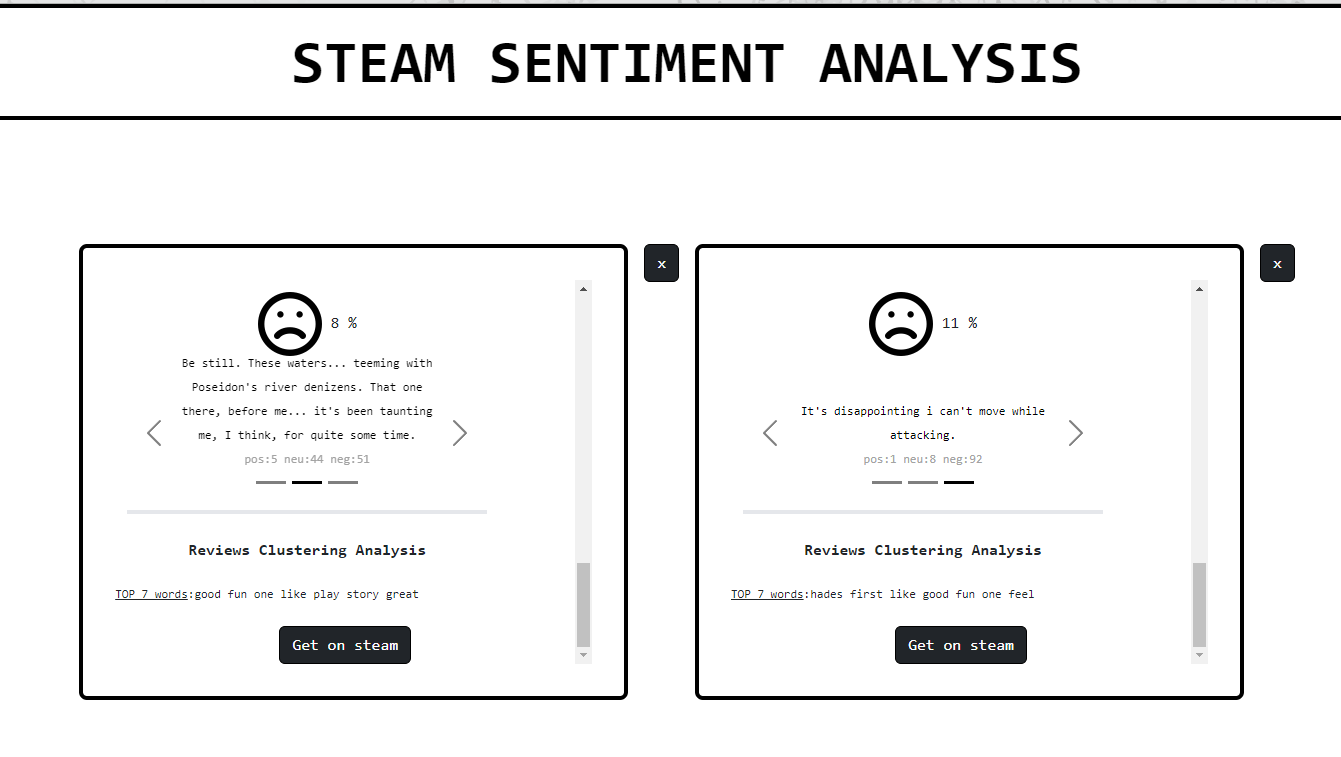 STEAM SENTIMENT ANALYSIS
x
8 %
Be still. These waters... teeming with
Poseidon's river denizens. That one
there, before me... it's been taunting
me, I think, for quite some time.
pos:5 neu:44 neg:51
Reviews Clustering Analysis
TOP 7 words:good fun one like play story great
Get on steam
x
11 %
It's disappointing i can't move while
attacking.
pos:1 neu:8 neg:92
Reviews Clustering Analysis
TOP 7 words:hades first like good fun one feel
Get on steam